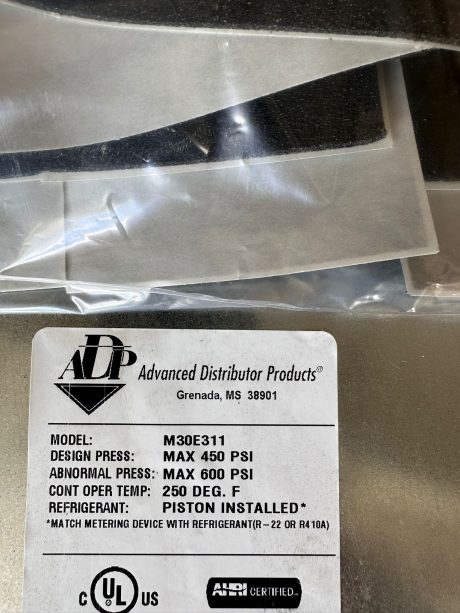 ADP Advanced Distributor Products®
Grenada, MS 38901
MODEL: M30E311
DESIGN PRESS: MAX 450 PSI
ABNORMAL PRESS: MAX 600 PSI
CONT OPER TEMP: 250 DEG. F
REFRIGERANT: PISTON INSTALLED*
*MATCH METERING DEVICE WITH REFRIGERANT(R-22 OR R410A)
C UL US AHRI CERTIFIED™